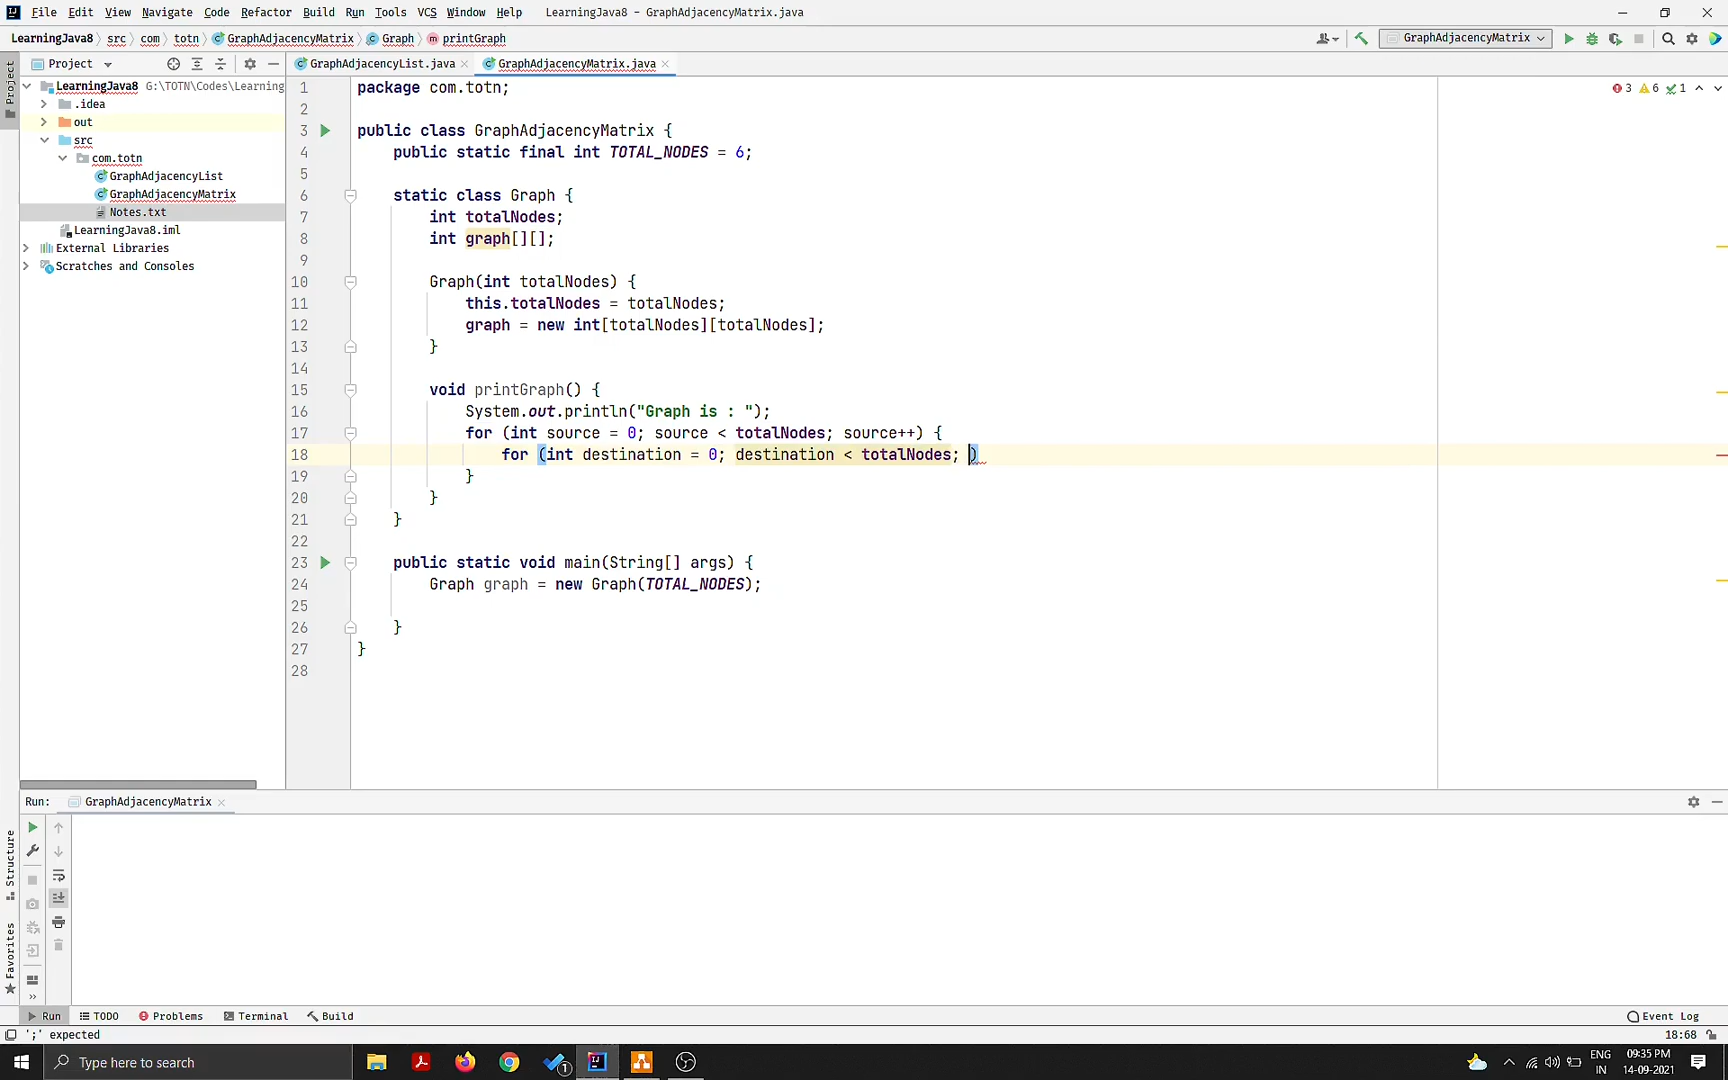 File Edit View Navigate Code Refactor Build Run Tools VCS Window Help LearningJava8 - GraphAdjacencyMatrix.java
LearningJava8 src com totn GraphAdjacencyMatrix Graph printGraph GraphAdjacencyMatrix
Project GraphAdjacencyList.java GraphAdjacencyMatrix.java
Project
LearningJava8 G:\TOTN\Codes\Learning
.idea
out
src
com.totn
GraphAdjacencyList
GraphAdjacencyMatrix
Notes.txt
LearningJava8.iml
External Libraries
Scratches and Consoles
3 6 1
1 package com.totn;
2
3 public class GraphAdjacencyMatrix {
4 public static final int TOTAL_NODES = 6;
5
6 static class Graph {
7 int totalNodes;
8 int graph[][];
9
10 Graph(int totalNodes) {
11 this.totalNodes = totalNodes;
12 graph = new int[totalNodes][totalNodes];
13 }
14
15 void printGraph() {
16 System.out.println("Graph is : ");
17 for (int source = 0; source < totalNodes; source++) {
18 for (int destination = 0; destination < totalNodes; )
19 }
20 }
21 }
22
23 public static void main(String[] args) {
24 Graph graph = new Graph(TOTAL_NODES);
25
26 }
27 }
28
Run: GraphAdjacencyMatrix
Structure
Favorites
Run TODO Problems Terminal Build Event Log
';' expected 18:68
Type here to search 1 ENG 09:35 PM
IN 14-09-2021